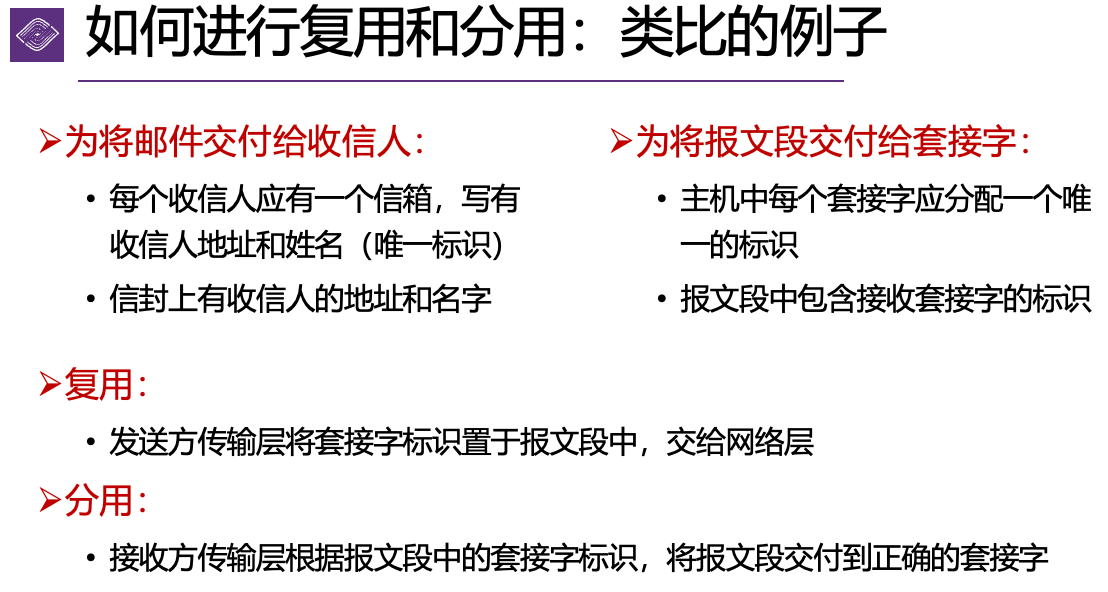 如何进行复用和分用：类比的例子
➢为将邮件交付给收信人：
• 每个收信人应有一个信箱，写有
收信人地址和姓名（唯一标识）
• 信封上有收信人的地址和名字
➢为将报文段交付给套接字：
• 主机中每个套接字应分配一个唯
一的标识
• 报文段中包含接收套接字的标识
➢复用：
• 发送方传输层将套接字标识置于报文段中，交给网络层
➢分用：
• 接收方传输层根据报文段中的套接字标识，将报文段交付到正确的套接字